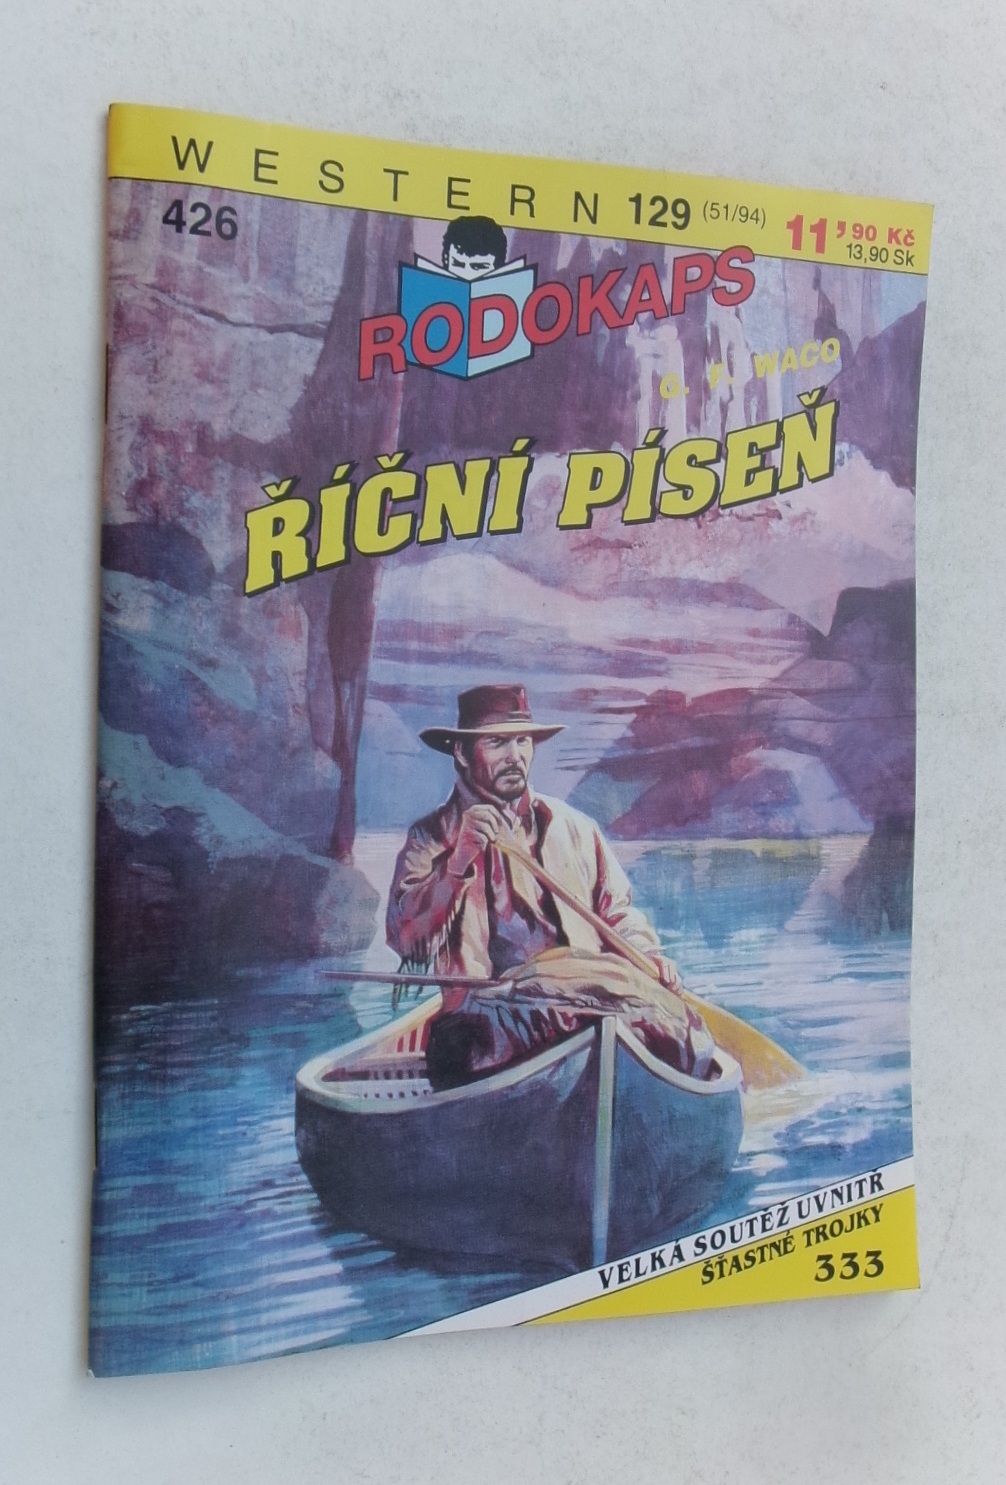 WESTERN 129 (51/94) 11,90 Kč
13,90 Sk
426
RODOKAPS
G. F. WACO
ŘÍČNÍ PÍSEŇ
VELKÁ SOUTĚŽ UVNITŘ
ŠŤASTNÉ TROJKY
333